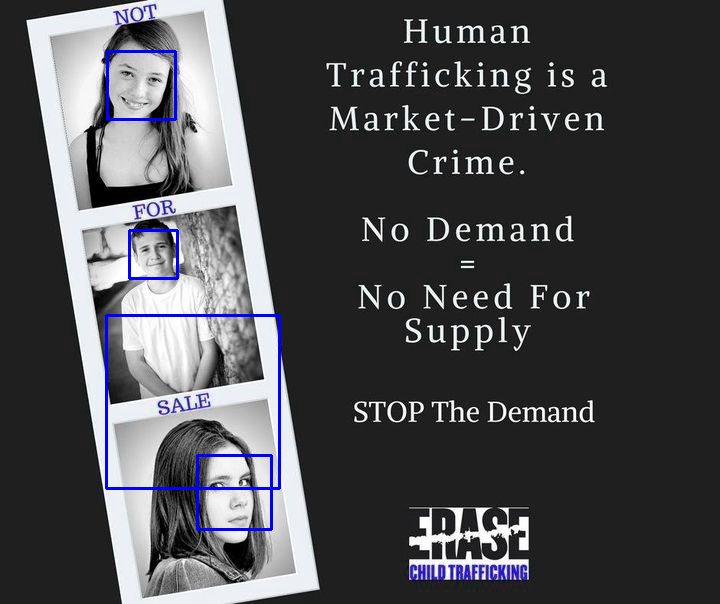 NOT
FOR
SALE
Human
Trafficking is a
Market-Driven
Crime.
No Demand
=
No Need For
Supply
STOP The Demand
ERASE
CHILD TRAFFICKING